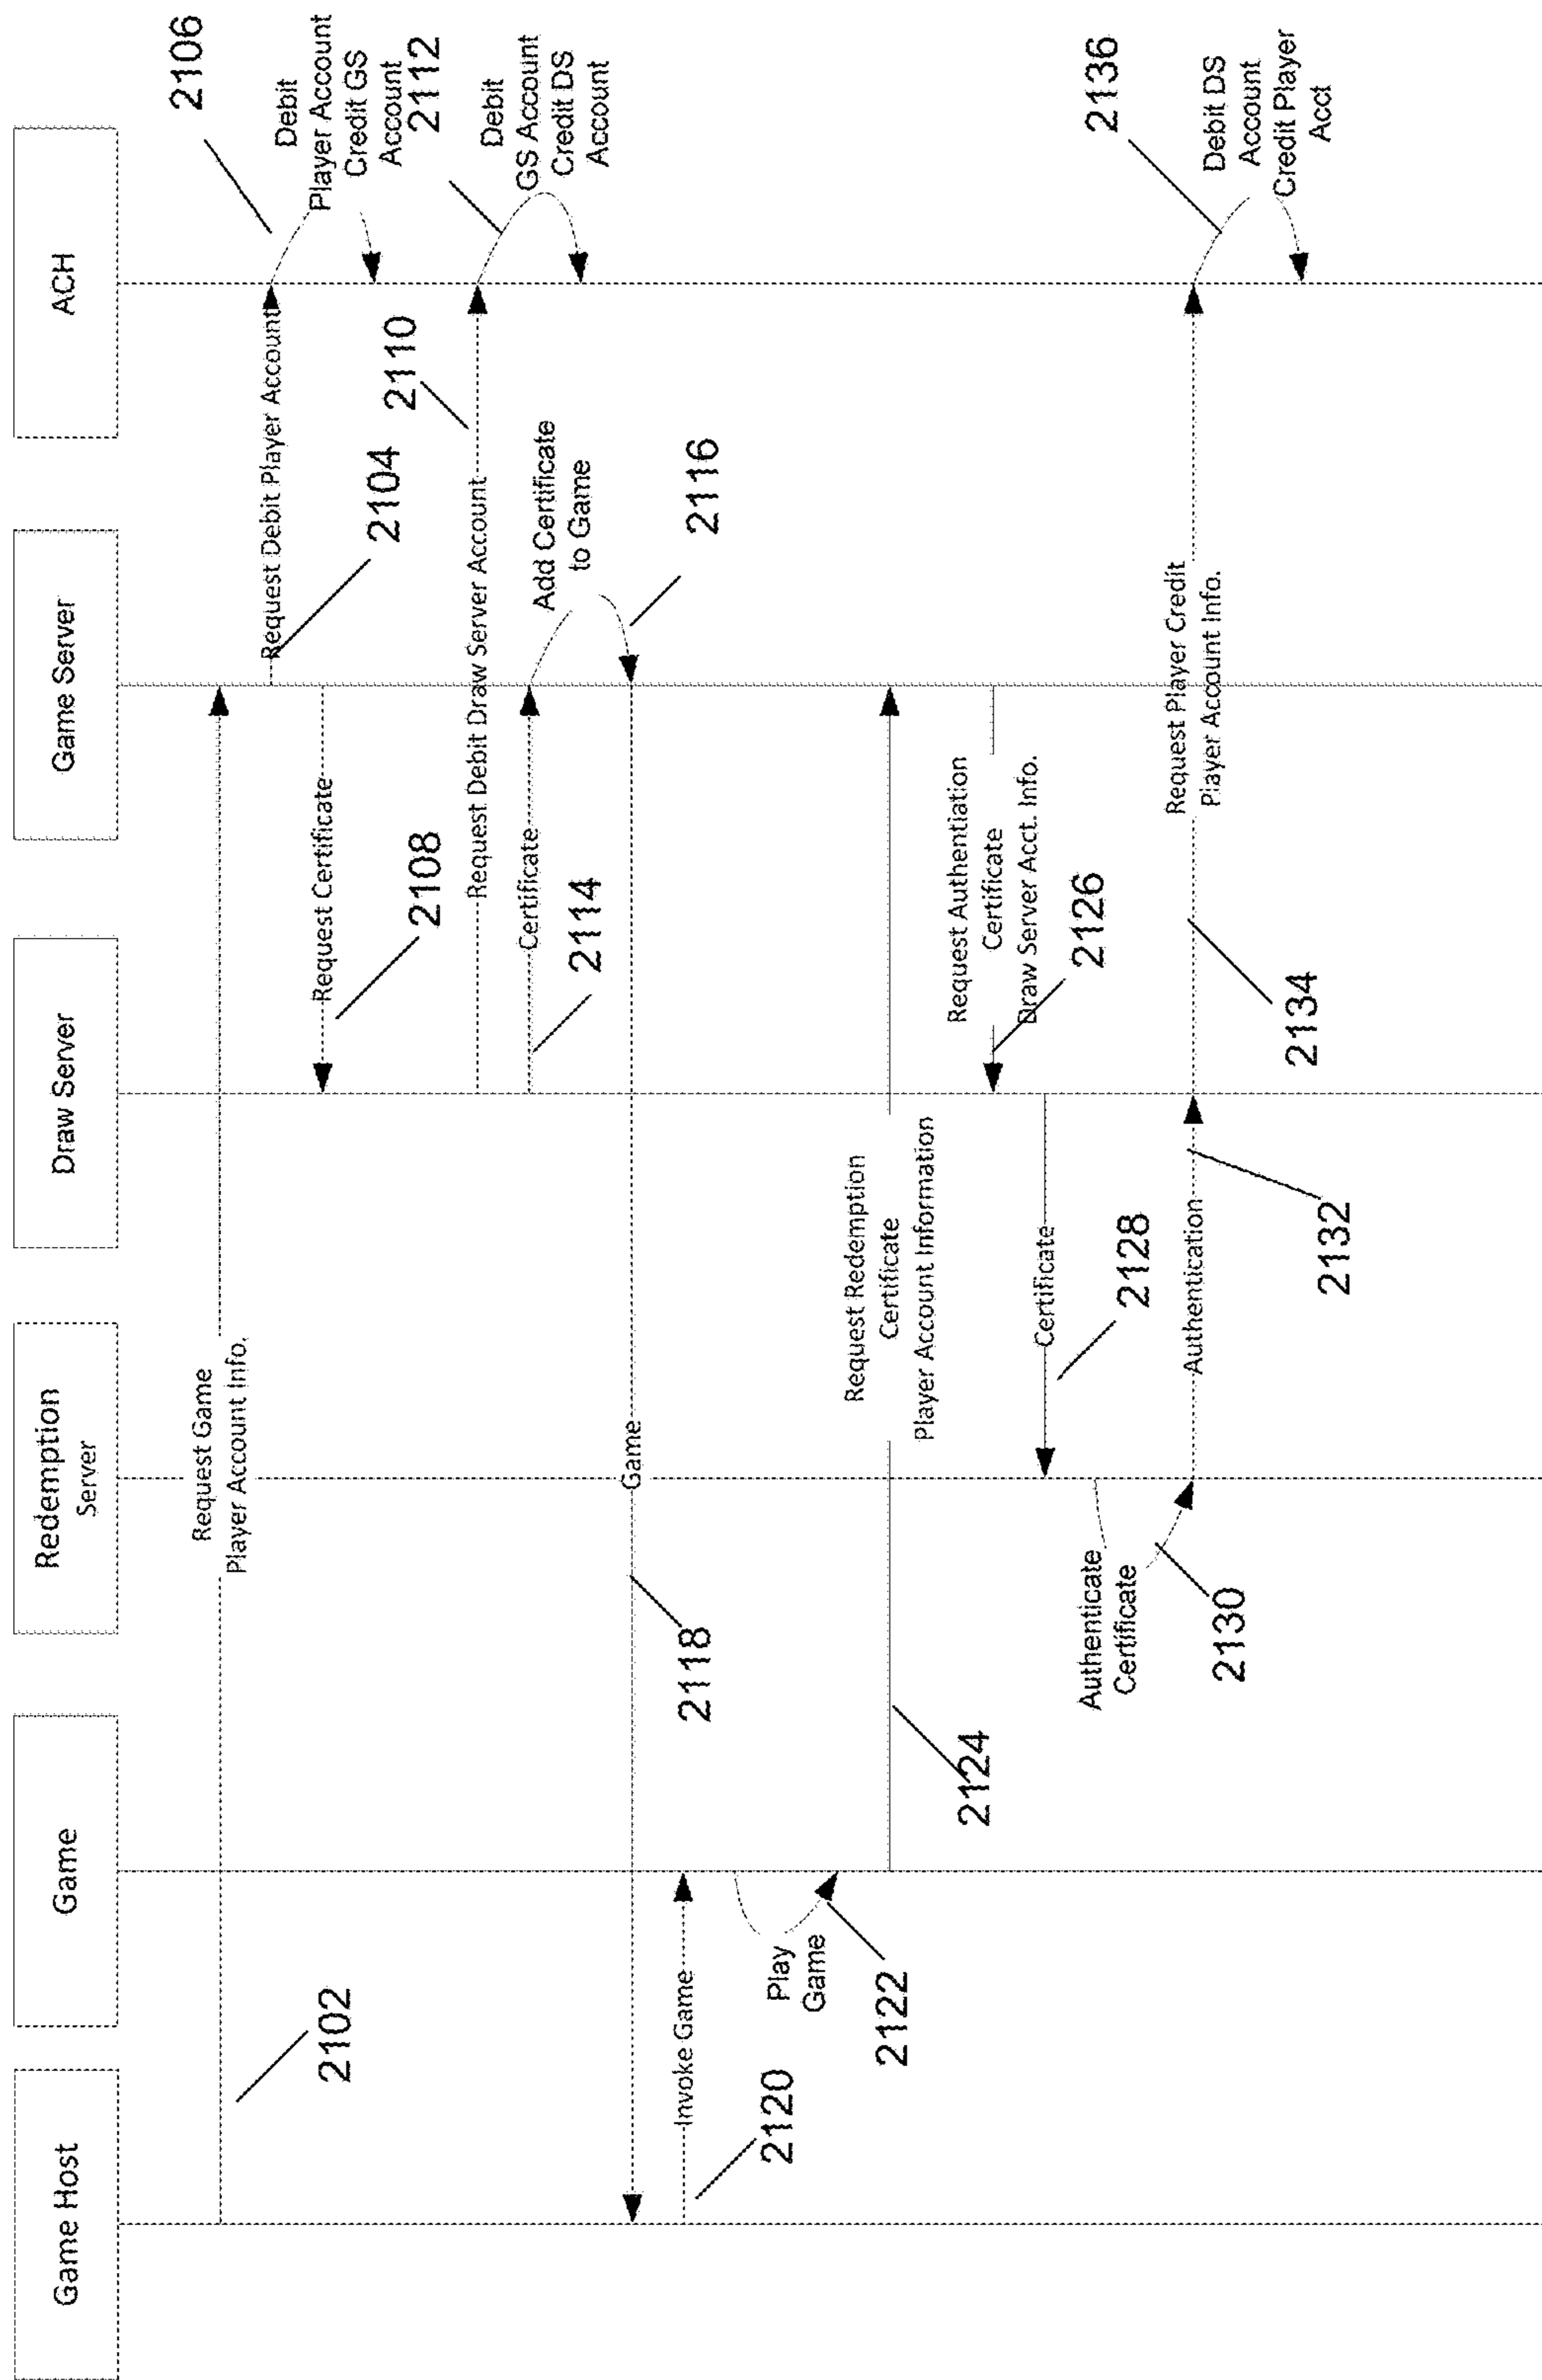 Game Host
Game
Redemption
Server
Draw Server
Game Server
ACH
Request Game
Player Account Info.
2102
Request Debit Player Account
2104
Debit
Player Account
Credit GS
Account
2106
Request Certificate
2108
Request Debit Draw Server Account
2110
Debit
GS Account
Credit DS
Account
2112
Certificate
2114
Add Certificate
to Game
2116
Game
2118
Invoke Game
2120
Play
Game
2122
Request Redemption
Certificate
Player Account Information
2124
Request Authentiation
Certificate
Draw Server Acct. Info.
2126
Certificate
2128
Authenticate
Certificate
2130
Authentication
2132
Request Player Credit
Player Account Info.
2134
Debit DS
Account
Credit Player
Acct
2136